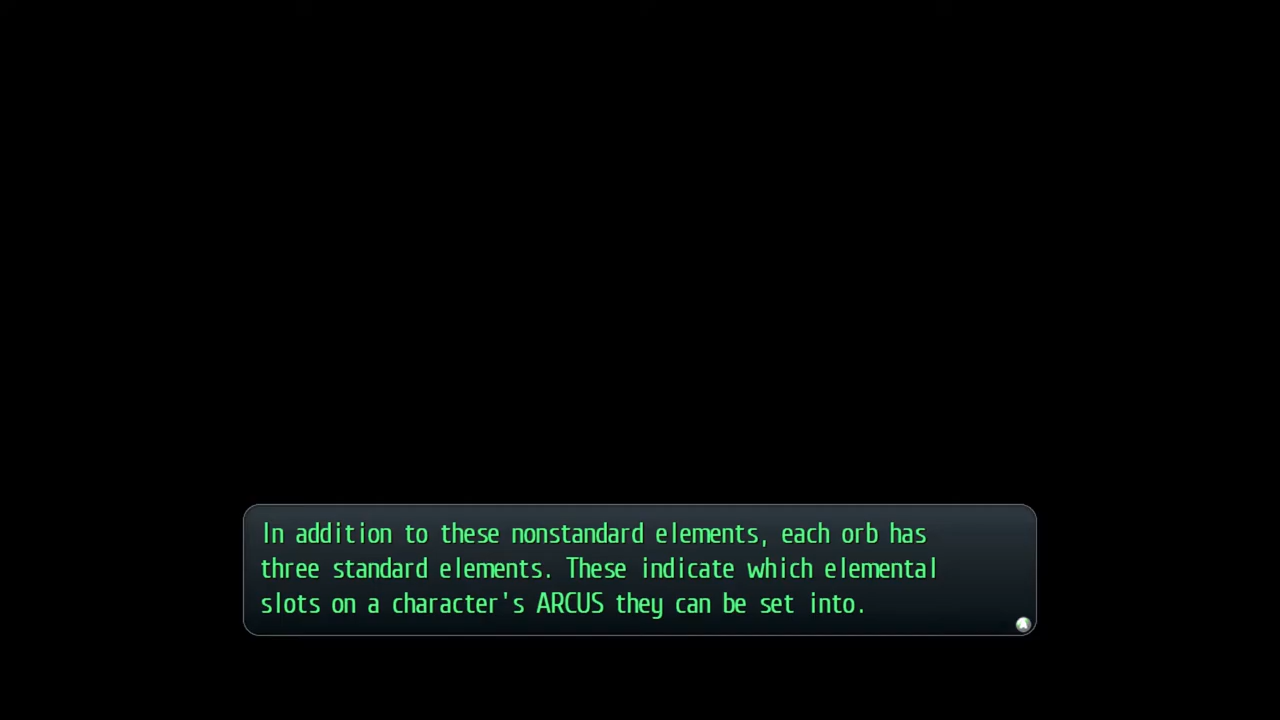 In addition to these nonstandard elements, each orb has
three standard elements. These indicate which elemental
slots on a character's ARCUS they can be set into.
A